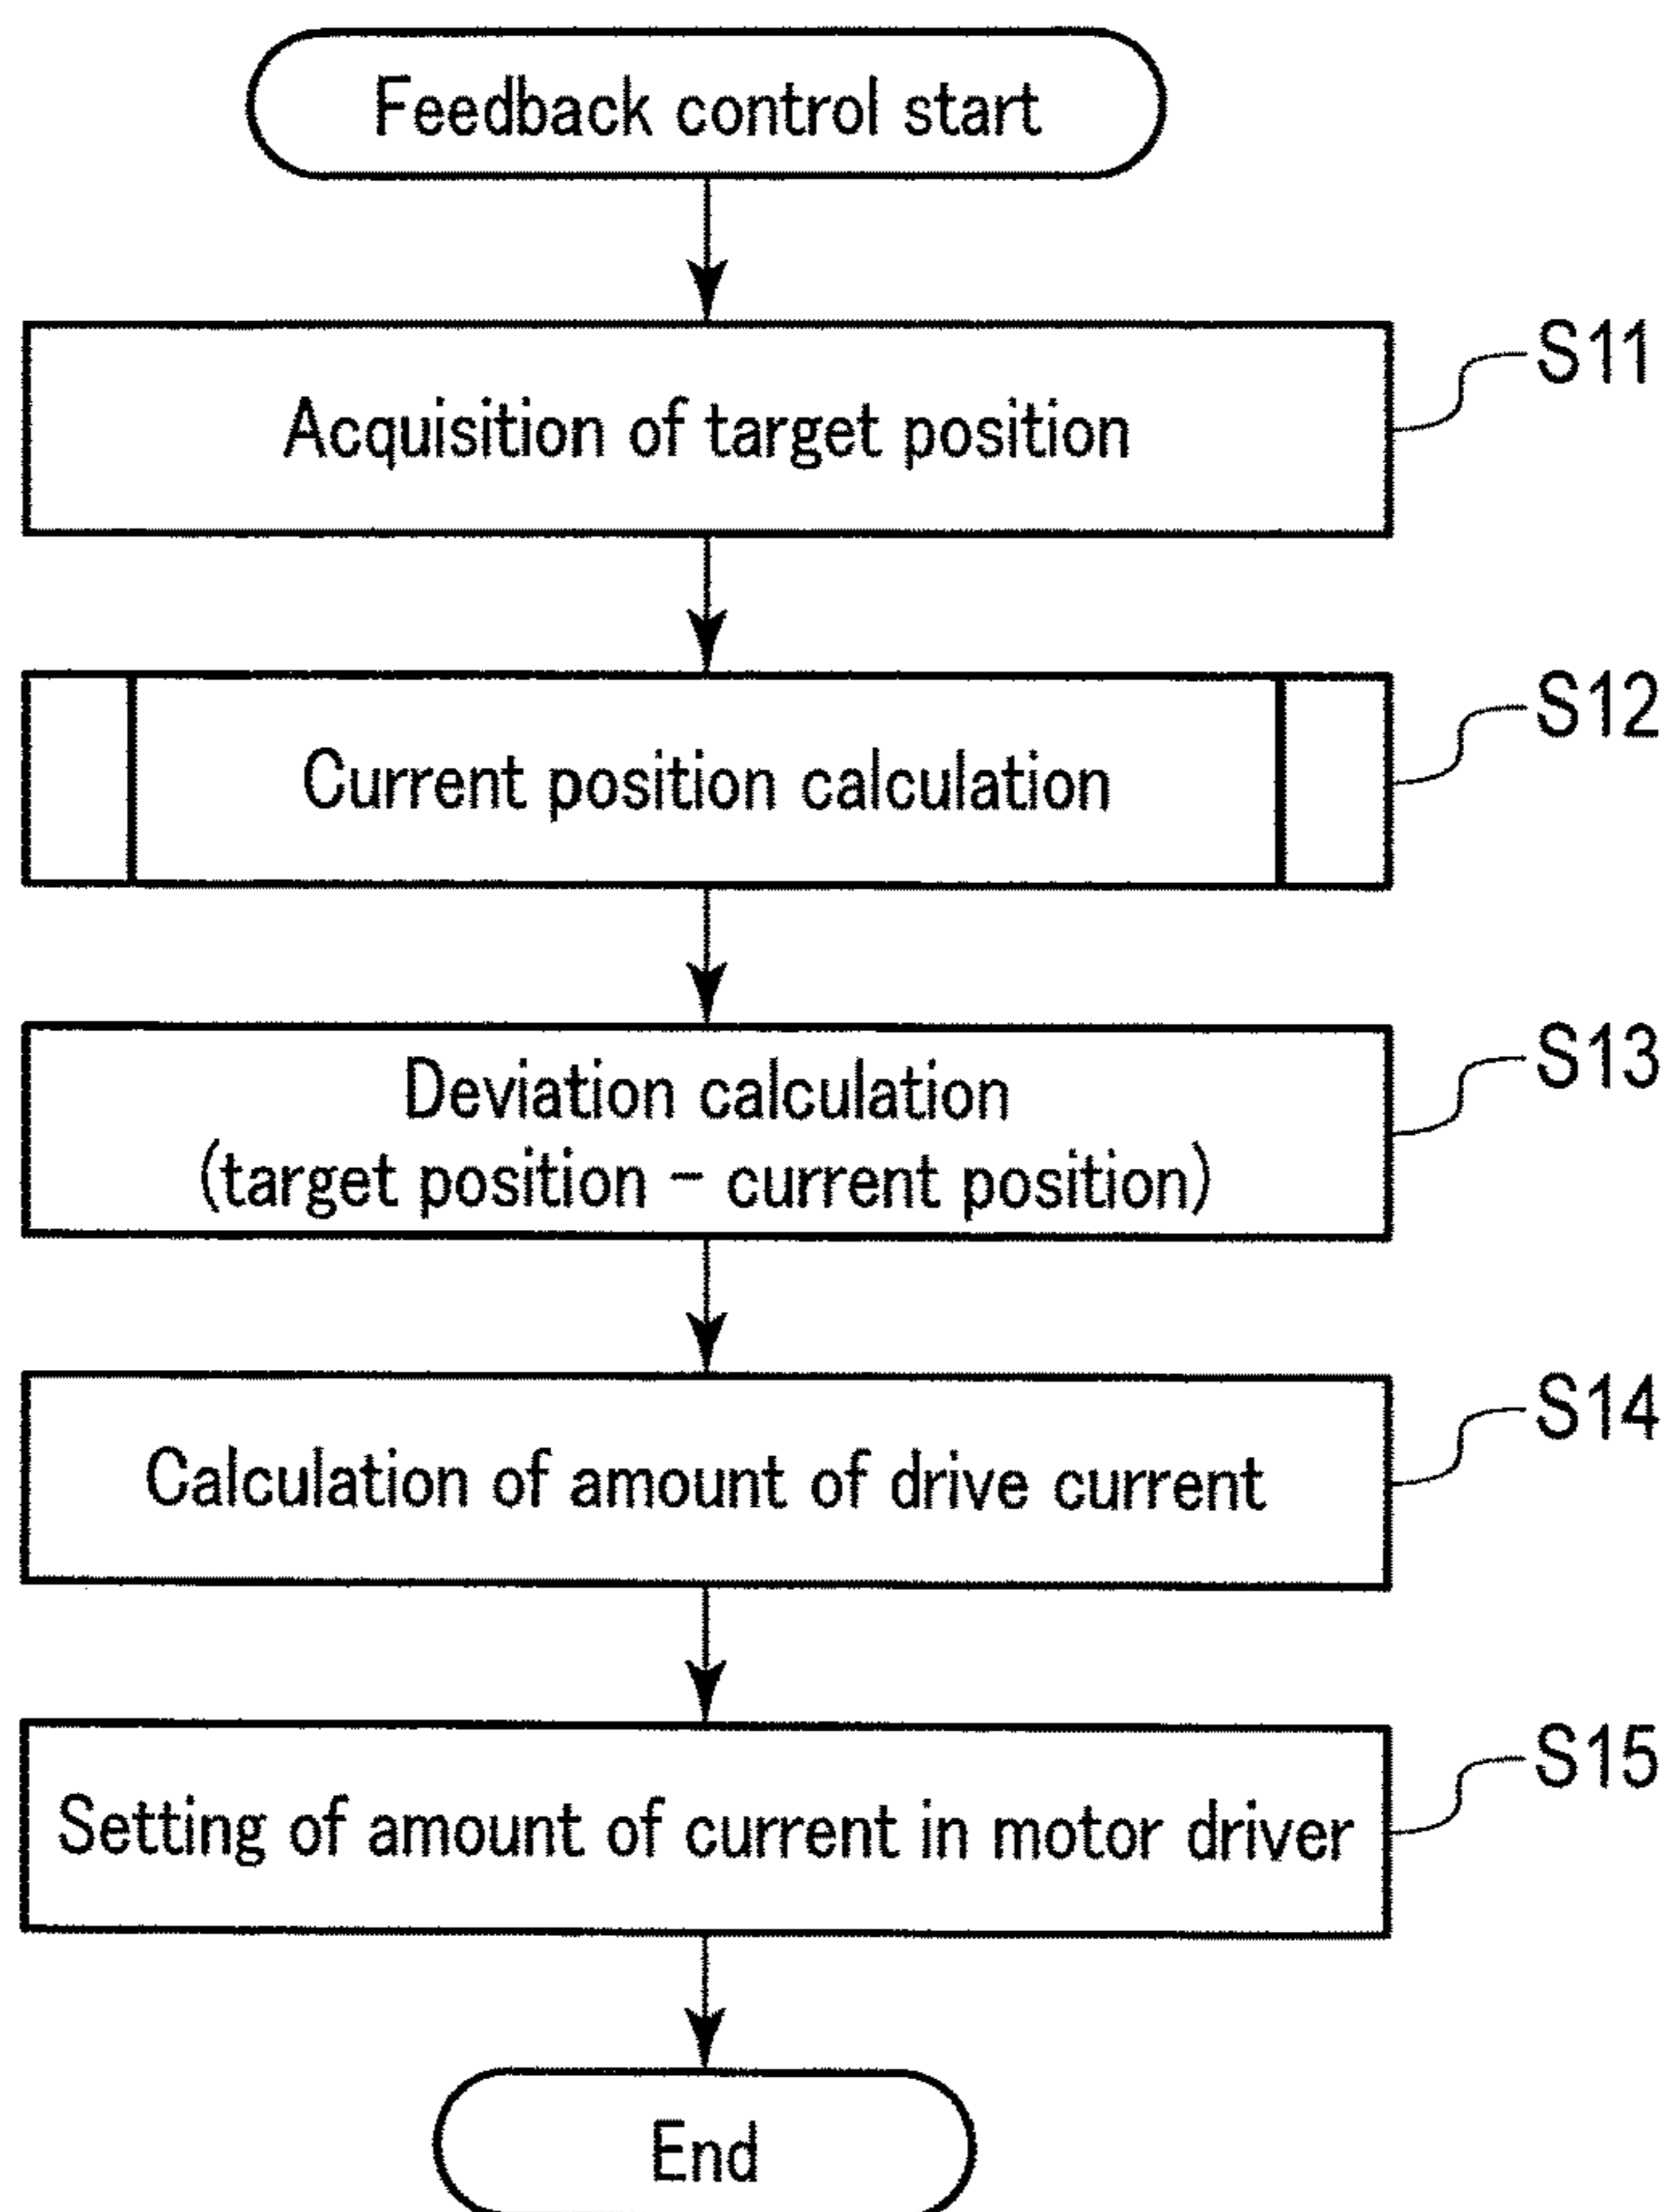 Feedback control start
S11
Acquisition of target position
S12
Current position calculation
S13
Deviation calculation
(target position - current position)
S14
Calculation of amount of drive current
S15
Setting of amount of current in motor driver
End